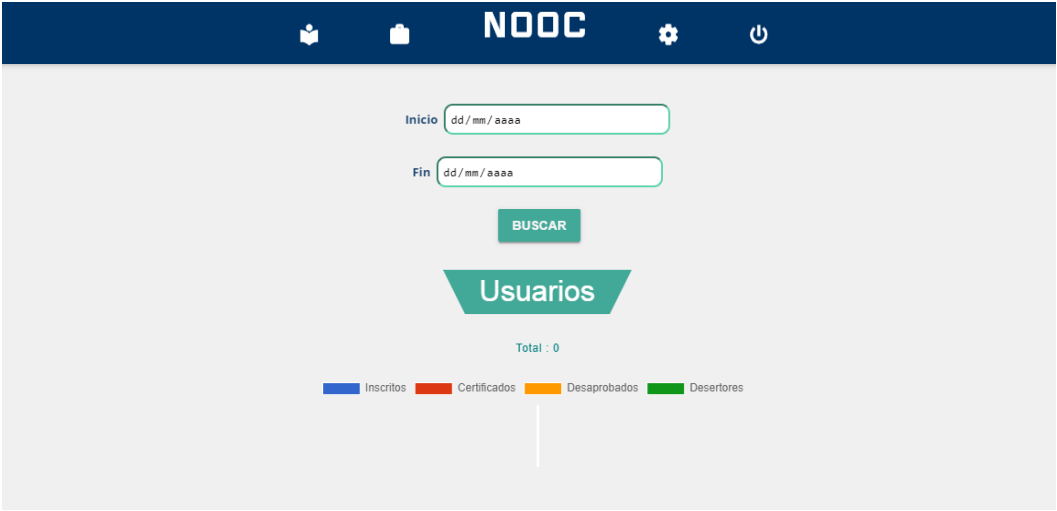 NOOC
Inicio dd/mm/aaaa
Fin dd/mm/aaaa
BUSCAR
Usuarios
Total : 0
Inscritos Certificados Desaprobados Desertores